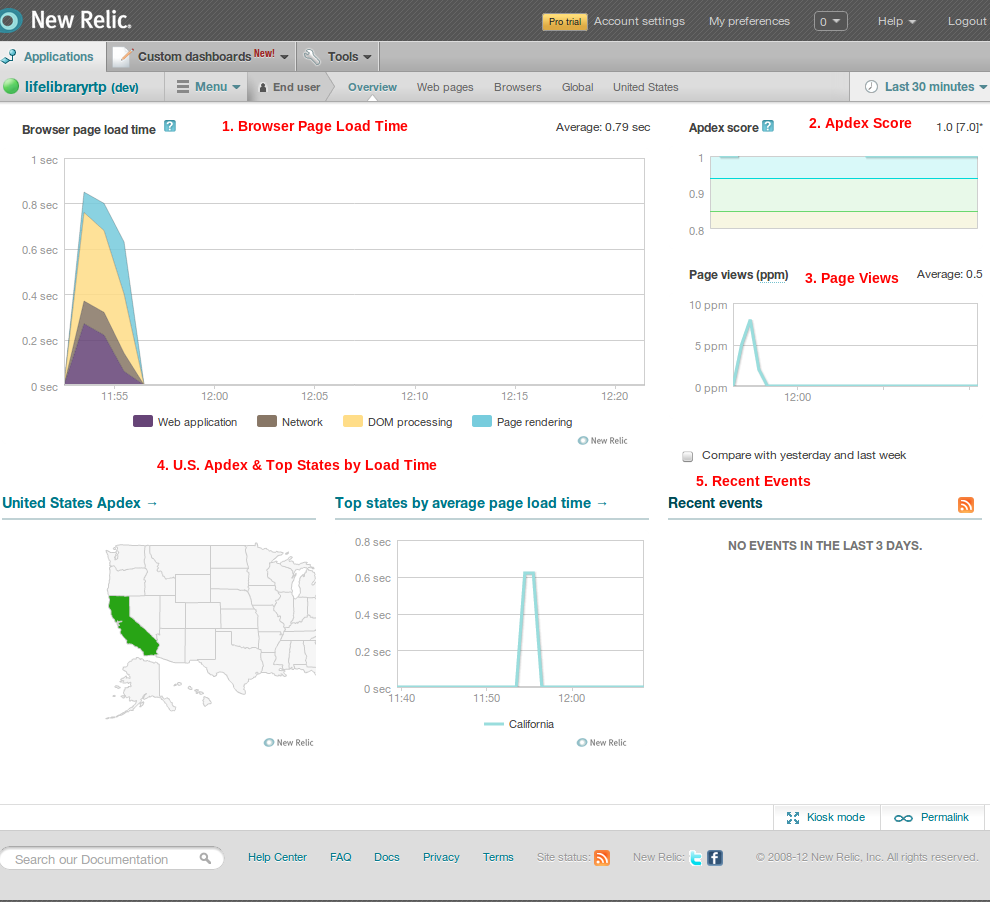 New Relic.
Pro trial Account settings My preferences 0 Help Logout
Applications Custom dashboards New! Tools
lifelibraryrtp (dev) Menu End user Overview Web pages Browsers Global United States Last 30 minutes
Browser page load time ? 1. Browser Page Load Time Average: 0.79 sec
1 sec
0.8 sec
0.6 sec
0.4 sec
0.2 sec
0 sec
11:55 12:00 12:05 12:10 12:15 12:20
Web application Network DOM processing Page rendering
New Relic
Apdex score ? 2. Apdex Score 1.0 [7.0]*
1
0.9
0.8
Page views (ppm) 3. Page Views Average: 0.5
10 ppm
5 ppm
0 ppm
12:00
Compare with yesterday and last week
4. U.S. Apdex & Top States by Load Time
5. Recent Events
United States Apdex →
New Relic
Top states by average page load time →
0.8 sec
0.6 sec
0.4 sec
0.2 sec
0 sec
11:40 11:50 12:00
California
New Relic
Recent events
NO EVENTS IN THE LAST 3 DAYS.
Kiosk mode Permalink
Search our Documentation Help Center FAQ Docs Privacy Terms Site status: New Relic: © 2008-12 New Relic, Inc. All rights reserved.